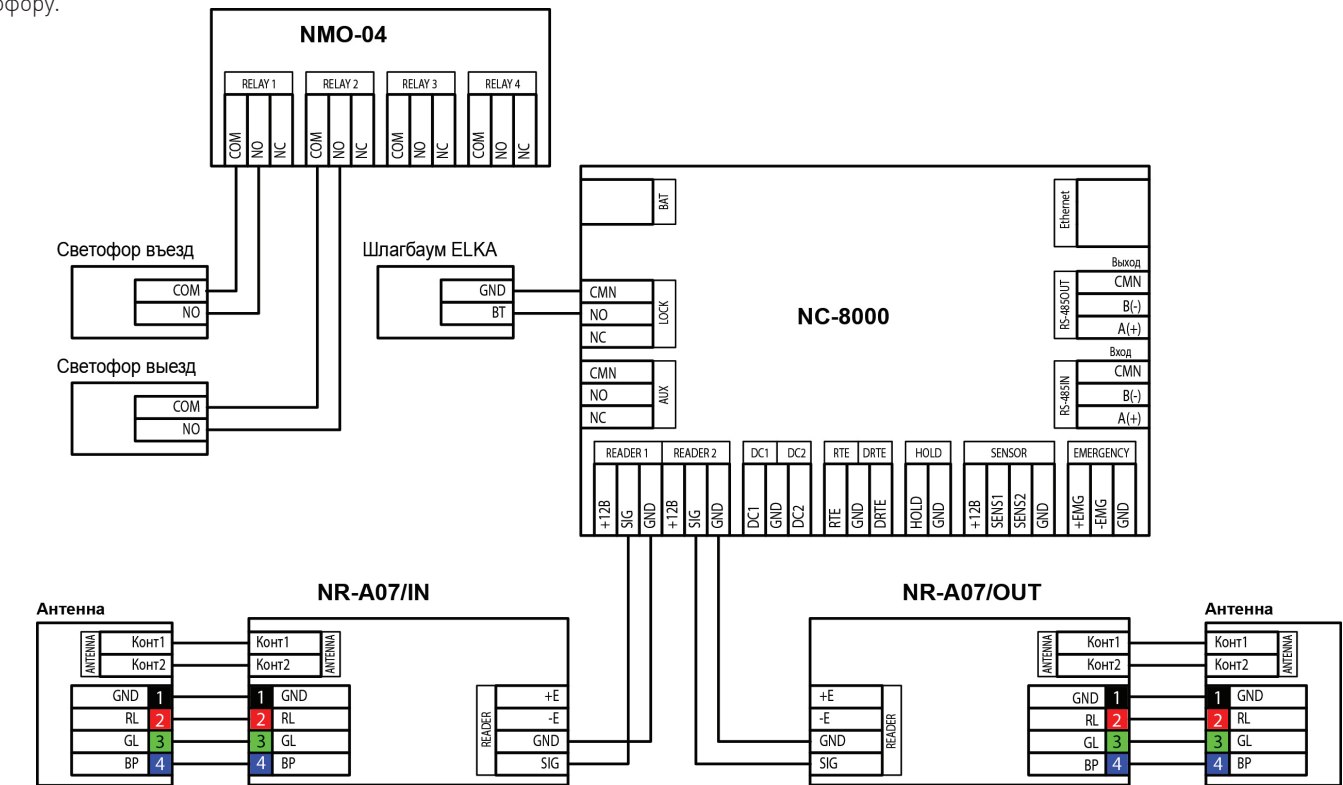 офору.
NMO-04
RELAY 1 RELAY 2 RELAY 3 RELAY 4
COM NO NC COM NO NC COM NO NC COM NO NC
BAT
Ethernet
Светофор въезд
COM
NO
Шлагбаум ELKA
GND
BT
CMN
NO
NC
LOCK
NC-8000
Выход
CMN
B(-)
A(+)
RS-485OUT
Светофор выезд
COM
NO
CMN
NO
NC
AUX
Вход
CMN
B(-)
A(+)
RS-485IN
READER 1 READER 2 DC1 DC2 RTE DRTE HOLD SENSOR EMERGENCY
+12B SIG GND +12B SIG GND DC1 GND DC2 RTE GND DRTE HOLD GND +12B SENS1 SENS2 GND +EMG -EMG GND
NR-A07/IN
NR-A07/OUT
Антенна
ANTENNA
Конт1
Конт2
GND 1
RL 2
GL 3
BP 4
Конт1
Конт2
ANTENNA
1 GND
2 RL
3 GL
4 BP
READER
+E
-E
GND
SIG
+E
-E
GND
SIG
READER
ANTENNA
Конт1
Конт2
GND 1
RL 2
GL 3
BP 4
Антенна
Конт1
Конт2
ANTENNA
1 GND
2 RL
3 GL
4 BP